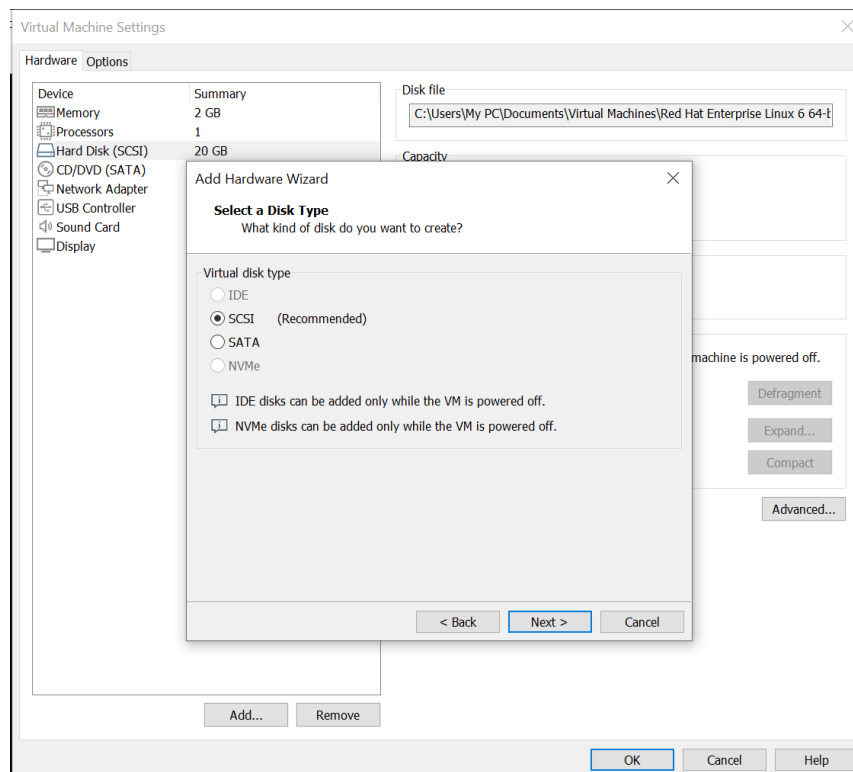 Virtual Machine Settings
Hardware Options
Device Summary
Memory 2 GB
Processors 1
Hard Disk (SCSI) 20 GB
CD/DVD (SATA)
Network Adapter
USB Controller
Sound Card
Display
Add... Remove
Disk file
C:\Users\My PC\Documents\Virtual Machines\Red Hat Enterprise Linux 6 64-b
Capacity
machine is powered off.
Defragment
Expand...
Compact
Advanced...
Add Hardware Wizard
Select a Disk Type
What kind of disk do you want to create?
Virtual disk type
IDE
SCSI (Recommended)
SATA
NVMe
IDE disks can be added only while the VM is powered off.
NVMe disks can be added only while the VM is powered off.
< Back Next > Cancel
OK Cancel Help